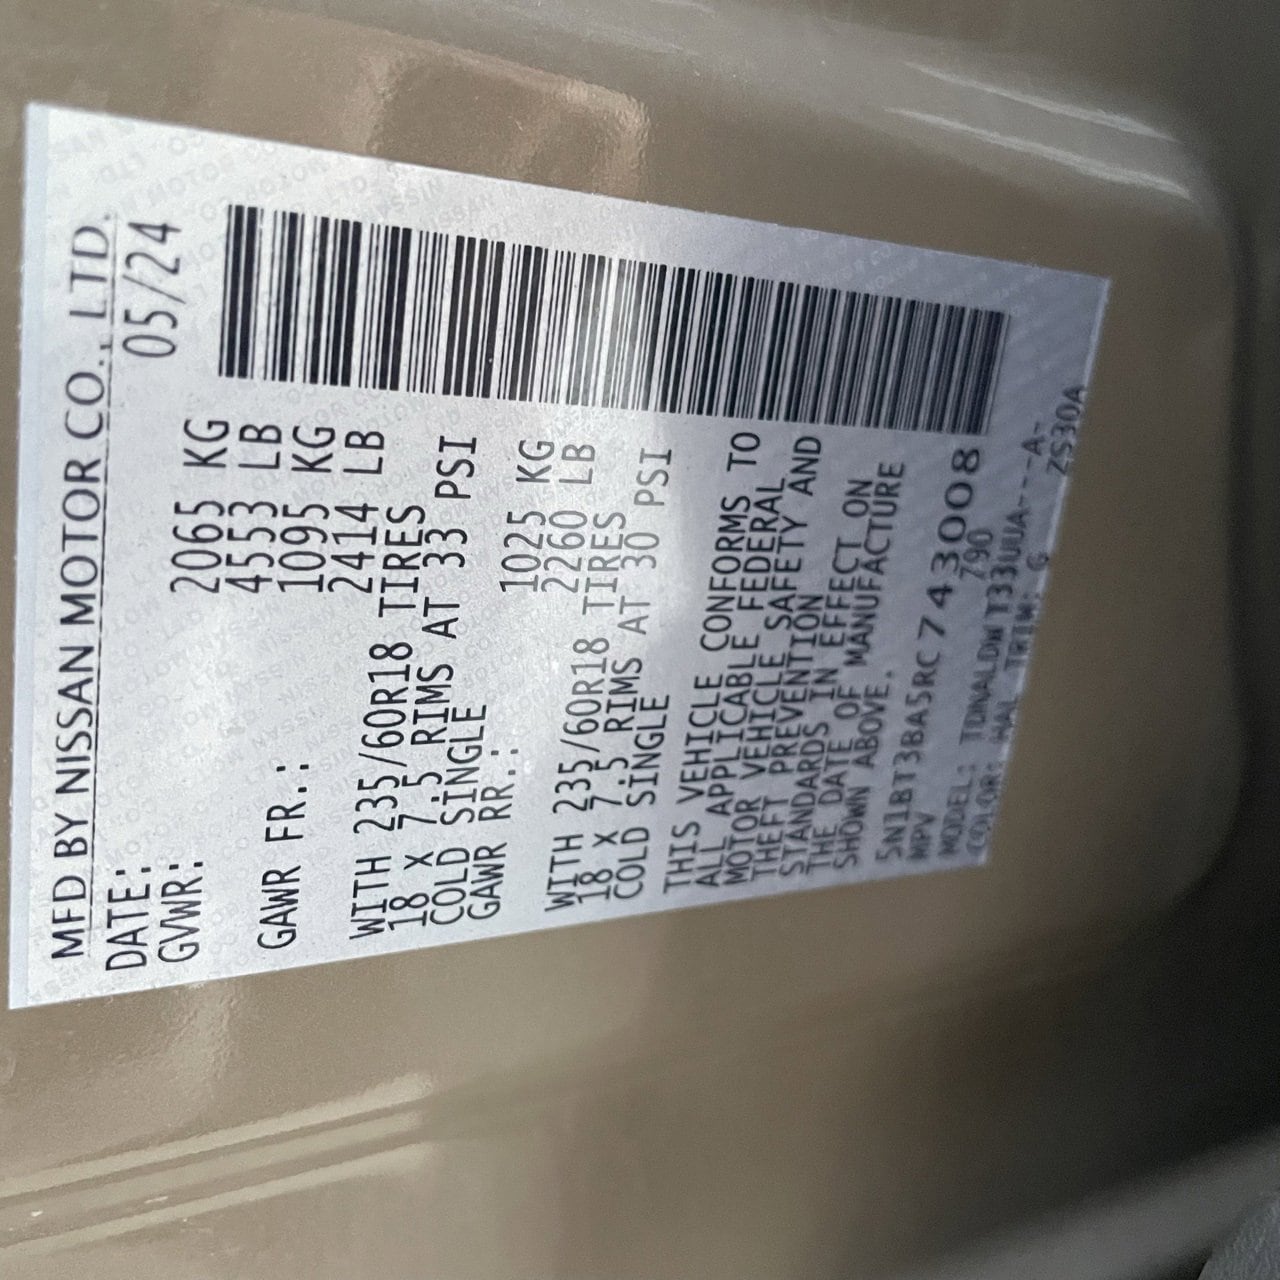 MFD BY NISSAN MOTOR CO., LTD.
DATE: 05/24
GVWR: 2065 KG
4553 LB
GAWR FR.: 1095 KG
2414 LB
WITH 235/60R18 TIRES
18 X 7.5 RIMS AT 33 PSI
COLD SINGLE
GAWR RR.: 1025 KG
2260 LB
WITH 235/60R18 TIRES
18 X 7.5 RIMS AT 30 PSI
COLD SINGLE
THIS VEHICLE CONFORMS TO
ALL APPLICABLE FEDERAL
MOTOR VEHICLE SAFETY AND
THEFT PREVENTION
STANDARDS IN EFFECT ON
THE DATE OF MANUFACTURE
SHOWN ABOVE.
5N1BT3BA5RC743008
MPV 790
MODEL: TDNALDW T33UUA---A-
COLOR: HAL TRIM: G ZS30A